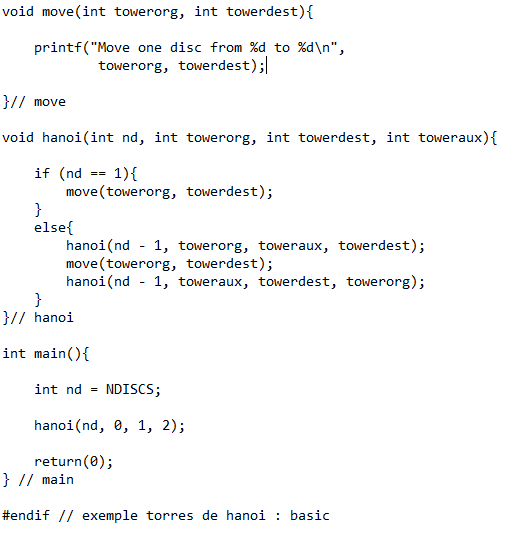 void move(int towerorg, int towerdest){
printf("Move one disc from %d to %d\n",
towerorg, towerdest);
}// move
void hanoi(int nd, int towerorg, int towerdest, int toweraux){
if (nd == 1){
move(towerorg, towerdest);
}
else{
hanoi(nd - 1, towerorg, toweraux, towerdest);
move(towerorg, towerdest);
hanoi(nd - 1, toweraux, towerdest, towerorg);
}
}// hanoi
int main(){
int nd = NDISCS;
hanoi(nd, 0, 1, 2);
return(0);
} // main
#endif // exemple torres de hanoi : basic